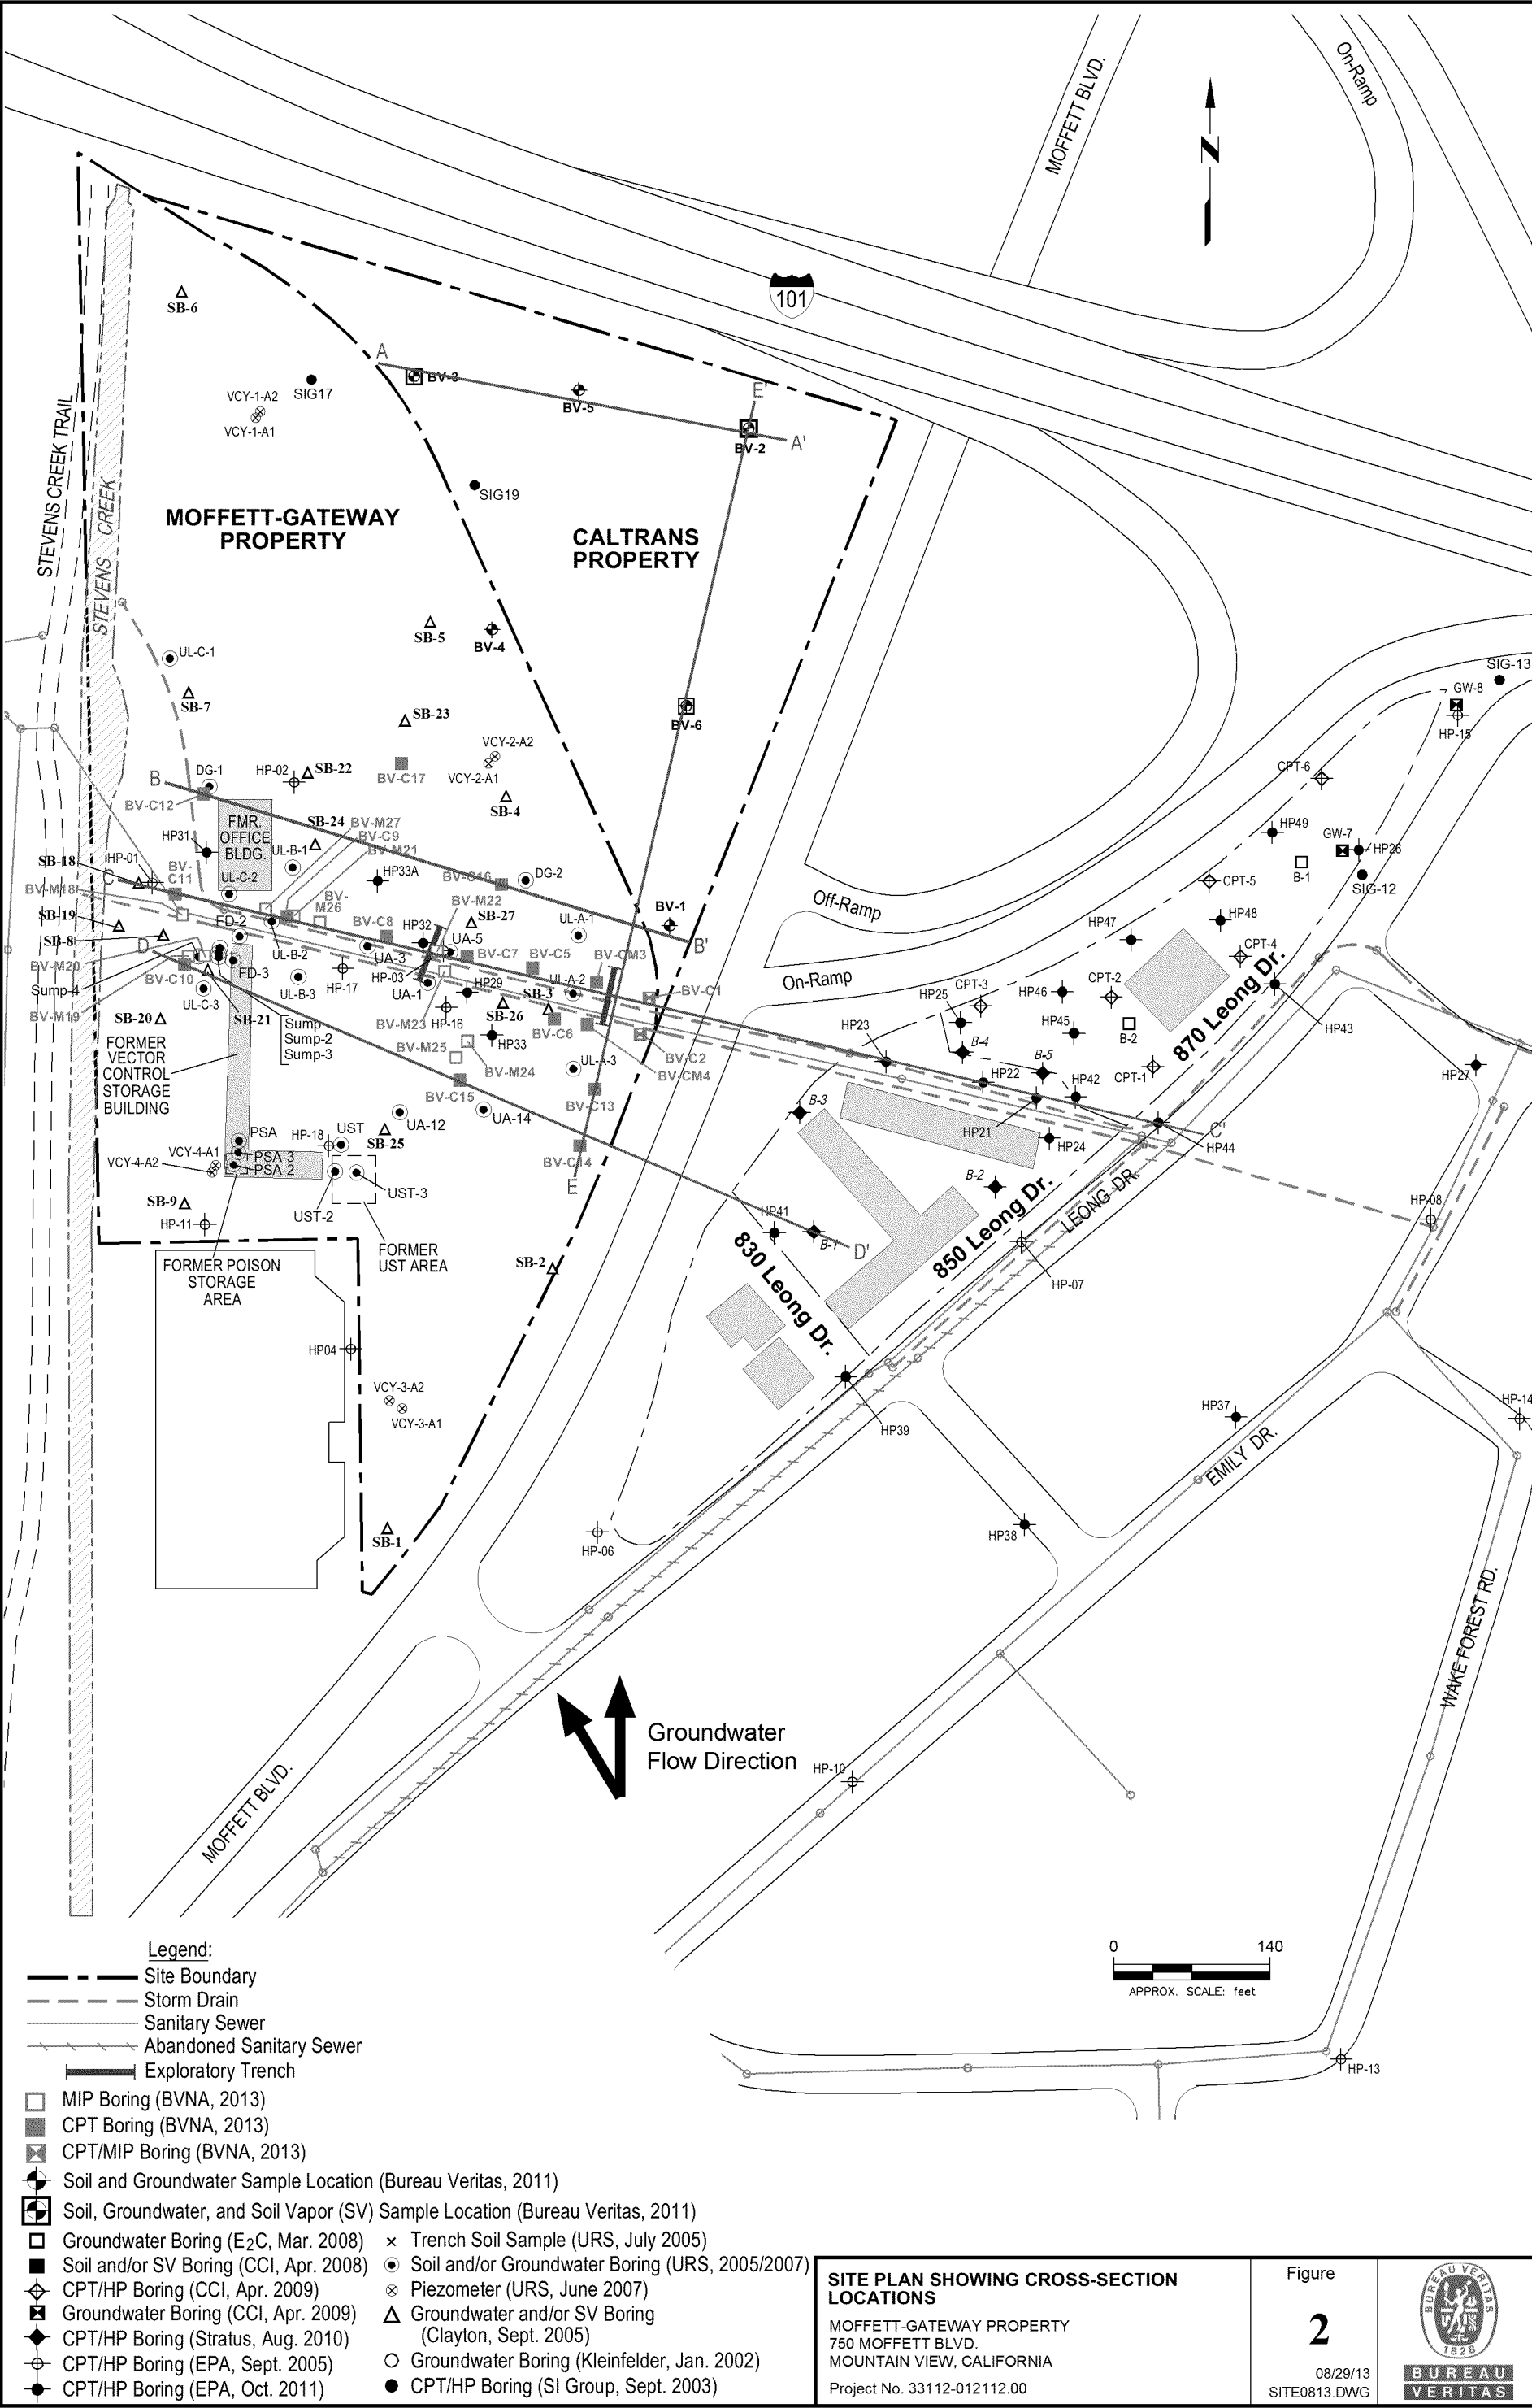 On-Ramp
MOFFETT BLVD.
N
101
SB-6
A
BV-3
SIG17
VCY-1-A2
VCY-1-A1
BV-5
E'
BV-2
A'
SIG19
STEVENS CREEK TRAIL
STEVENS CREEK
MOFFETT-GATEWAY
PROPERTY
CALTRANS
PROPERTY
SB-5
BV-4
UL-C-1
SB-7
SB-23
BV-6
SIG-13
GW-8
HP-15
VCY-2-A2
VCY-2-A1
BV-C17
B
DG-1
HP-02
SB-22
BV-C12
SB-4
CPT-6
FMR.
OFFICE
BLDG.
SB-24
BV-M27
BV-C9
BV-M21
HP31
UL-B-1
HP49
GW-7
HP26
B-1
SIG-12
SB-18
HP-01
C
BV-
C11
BV-M18
UL-C-2
HP33A
BV-C16
DG-2
CPT-5
BV-
M26
BV-M22
BV-1
Off-Ramp
SB-19
FD-2
BV-C8
HP32
SB-27
UL-A-1
HP47
HP48
SB-8
D
UL-B-2
UA-3
UA-5
BV-C7
BV-C5
BV-CM3
B'
CPT-4
BV-M20
BV-C10
FD-3
HP-17
HP-03
Sump-4
UL-C-3
UL-B-3
UA-1
HP29
SB-3
UL-A-2
BV-C1
On-Ramp
CPT-3
HP25
HP46
CPT-2
870 Leong Dr.
BV-M19
SB-20
SB-21
Sump
Sump-2
Sump-3
BV-M23
HP-16
SB-26
BV-C6
HP23
HP45
B-2
HP43
FORMER
VECTOR
CONTROL
STORAGE
BUILDING
BV-M25
HP33
BV-M24
BV-C2
BV-CM4
UL-A-3
B-4
B-5
CPT-1
HP22
HP42
HP27
BV-C15
BV-C13
B-3
UA-12
UA-14
SB-25
HP21
HP24
C'
HP44
PSA
PSA-3
PSA-2
HP-18
UST
VCY-4-A1
VCY-4-A2
BV-C14
E
B-2
UST-3
UST-2
LEONG DR.
HP-08
SB-9
HP-11
HP41
B-1
D'
850 Leong Dr.
830 Leong Dr.
FORMER
UST AREA
FORMER POISON
STORAGE
AREA
SB-2
HP-07
HP04
VCY-3-A2
VCY-3-A1
HP39
HP37
HP-14
EMILY DR.
SB-1
HP-06
HP38
WAKE FOREST RD.
Groundwater
Flow Direction
HP-10
MOFFETT BLVD.
0 140
APPROX. SCALE: feet
HP-13
Legend:
Site Boundary
Storm Drain
Sanitary Sewer
Abandoned Sanitary Sewer
Exploratory Trench
MIP Boring (BVNA, 2013)
CPT Boring (BVNA, 2013)
CPT/MIP Boring (BVNA, 2013)
Soil and Groundwater Sample Location (Bureau Veritas, 2011)
Soil, Groundwater, and Soil Vapor (SV) Sample Location (Bureau Veritas, 2011)
Groundwater Boring (E2C, Mar. 2008)
Soil and/or SV Boring (CCI, Apr. 2008)
CPT/HP Boring (CCI, Apr. 2009)
Groundwater Boring (CCI, Apr. 2009)
CPT/HP Boring (Stratus, Aug. 2010)
CPT/HP Boring (EPA, Sept. 2005)
CPT/HP Boring (EPA, Oct. 2011)
Trench Soil Sample (URS, July 2005)
Soil and/or Groundwater Boring (URS, 2005/2007)
Piezometer (URS, June 2007)
Groundwater and/or SV Boring
(Clayton, Sept. 2005)
Groundwater Boring (Kleinfelder, Jan. 2002)
CPT/HP Boring (SI Group, Sept. 2003)
SITE PLAN SHOWING CROSS-SECTION
LOCATIONS
MOFFETT-GATEWAY PROPERTY
750 MOFFETT BLVD.
MOUNTAIN VIEW, CALIFORNIA
Project No. 33112-012112.00
Figure
2
08/29/13
SITE0813.DWG
BUREAU VERITAS
1828
BUREAU
VERITAS